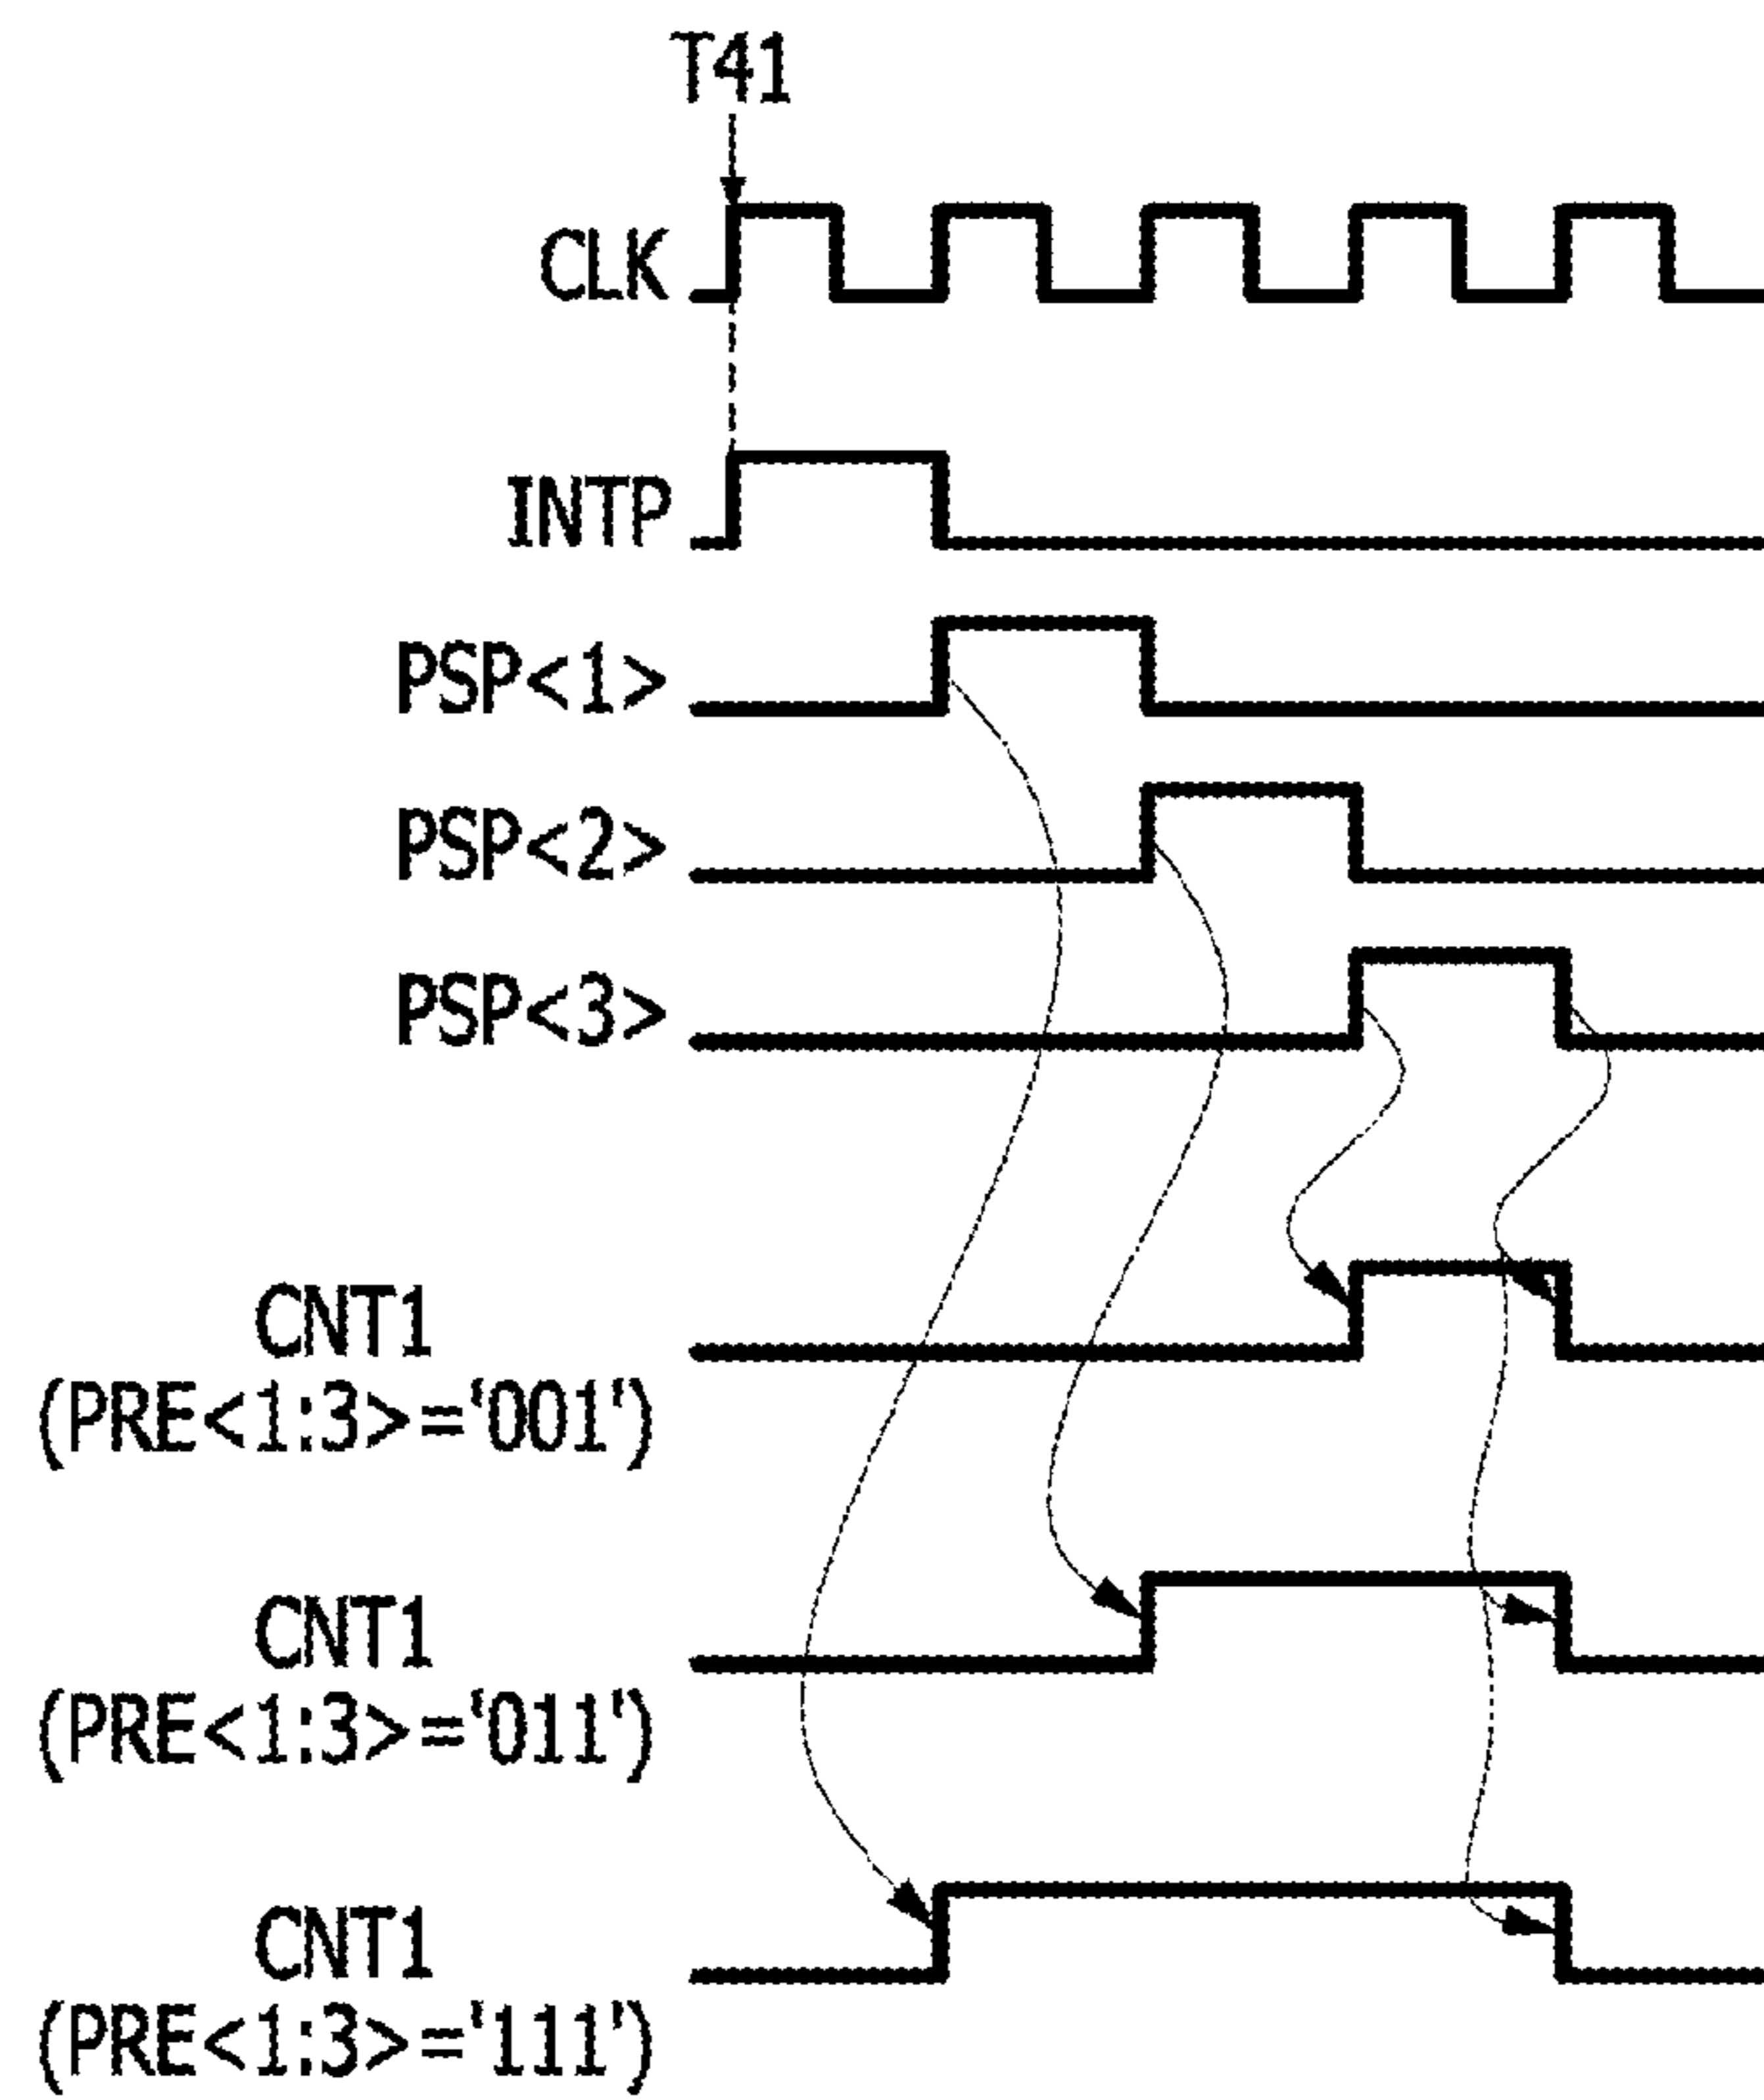 T41
CLK
INTP
PSP<1>
PSP<2>
PSP<3>
CNT1
(PRE<1:3>=‘001’)
CNT1
(PRE<1:3>=‘011’)
CNT1
(PRE<1:3>=‘111’)